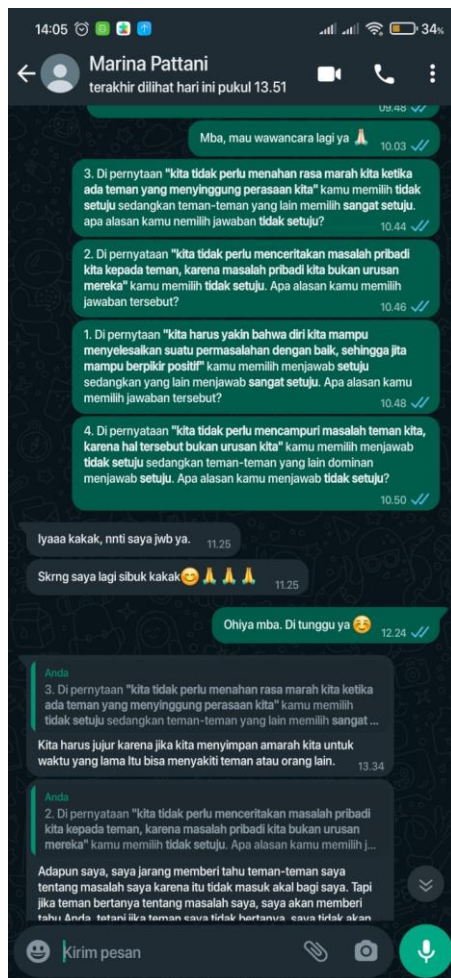 14:05 34%
Marina Pattani
terakhir dilihat hari ini pukul 13.51
09.48
Mba, mau wawancara lagi ya 🙏🏻 10.03
3. Di pernyataan "kita tidak perlu menahan rasa marah kita ketika
ada teman yang menyinggung perasaan kita" kamu memilih tidak
setuju sedangkan teman-teman yang lain memilih sangat setuju.
apa alasan kamu nemilih jawaban tidak setuju? 10.44
2. Di pernyataan "kita tidak perlu menceritakan masalah pribadi
kita kepada teman, karena masalah pribadi kita bukan urusan
mereka" kamu memilih tidak setuju. Apa alasan kamu memilih
jawaban tersebut? 10.46
1. Di pernytaan "kita harus yakin bahwa diri kita mampu
menyelesaikan suatu permasalahan dengan baik, sehingga jita
mampu berpikir positif" kamu memilih menjawab setuju
sedangkan yang lain menjawab sangat setuju. Apa alasan kamu
memilih jawaban tersebut? 10.48
4. Di pernyataan "kita tidak perlu mencampuri masalah teman kita,
karena hal tersebut bukan urusan kita" kamu memilih menjawab
tidak setuju sedangkan teman-teman yang lain dominan
menjawab setuju. Apa alasan kamu menjawab tidak setuju?
10.50
Iyaaa kakak, nnti saya jwb ya. 11.25
Skrng saya lagi sibuk kakak😊🙏🙏🙏 11.25
Ohiya mba. Di tunggu ya ☺️ 12.24
Anda
3. Di pernyataan "kita tidak perlu menahan rasa marah kita ketika
ada teman yang menyinggung perasaan kita" kamu memilih
tidak setuju sedangkan teman-teman yang lain memilih sangat ...
Kita harus jujur karena jika kita menyimpan amarah kita untuk
waktu yang lama Itu bisa menyakiti teman atau orang lain. 13.34
Anda
2. Di pernyataan "kita tidak perlu menceritakan masalah pribadi
kita kepada teman, karena masalah pribadi kita bukan urusan
mereka" kamu memilih tidak setuju. Apa alasan kamu memilih j...
Adapun saya, saya jarang memberi tahu teman-teman saya
tentang masalah saya karena itu tidak masuk akal bagi saya. Tapi
jika teman bertanya tentang masalah saya, saya akan memberi
tahu Anda, tetapi jika teman saya tidak bertanya, saya tidak akan
Kirim pesan